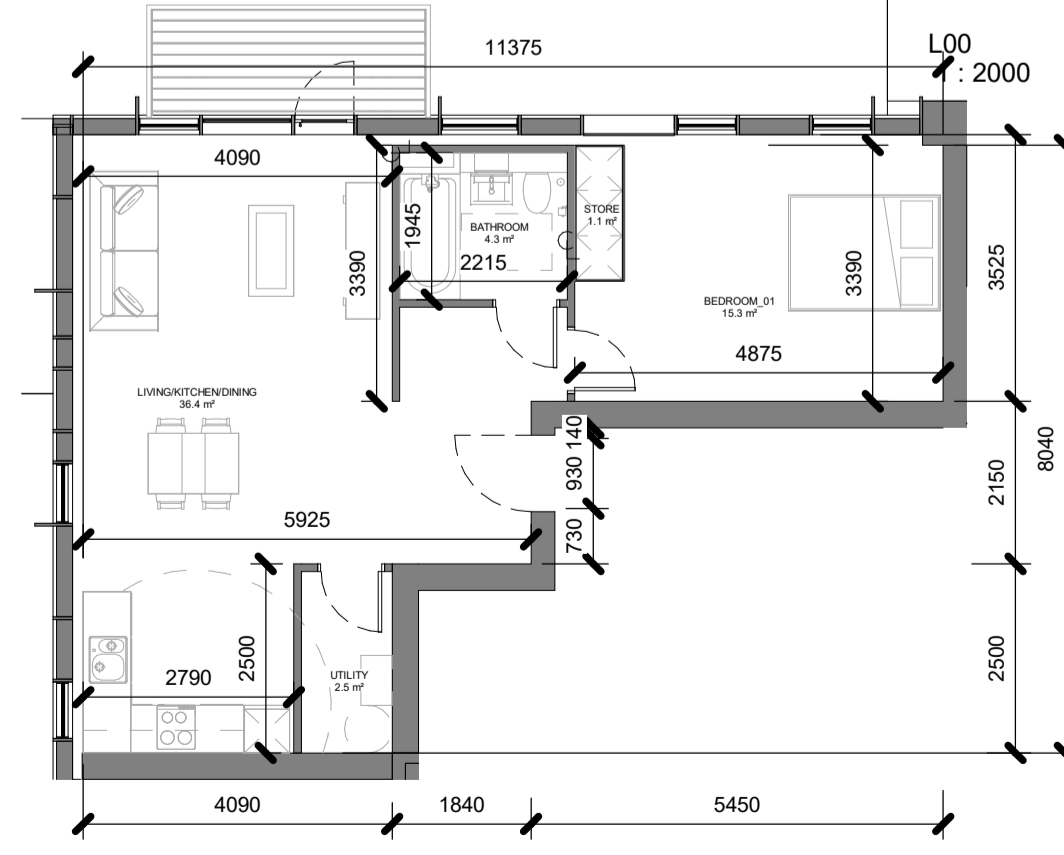 11375
L00
: 2000
4090
1945
BATHROOM
4.3 m²
2215
STORE
1.1 m²
3390
3390
3525
BEDROOM_01
15.3 m²
4875
LIVING/KITCHEN/DINING
36.4 m²
140
930
730
8040
2150
5925
2500
2790
UTILITY
2.5 m²
2500
4090
1840
5450